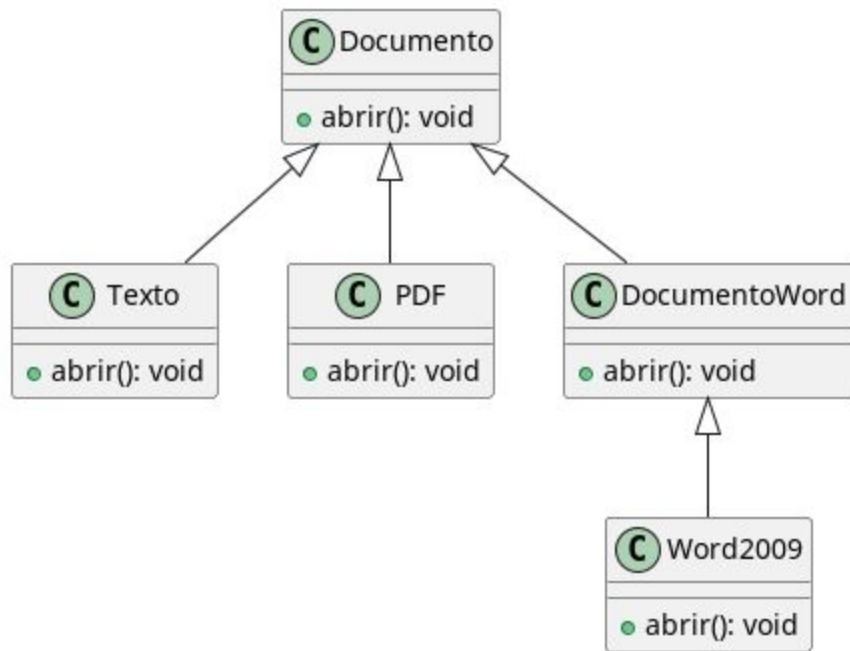 C Documento
abrir(): void
C Texto
C PDF
C DocumentoWord
abrir(): void
abrir(): void
abrir(): void
C Word2009
abrir(): void